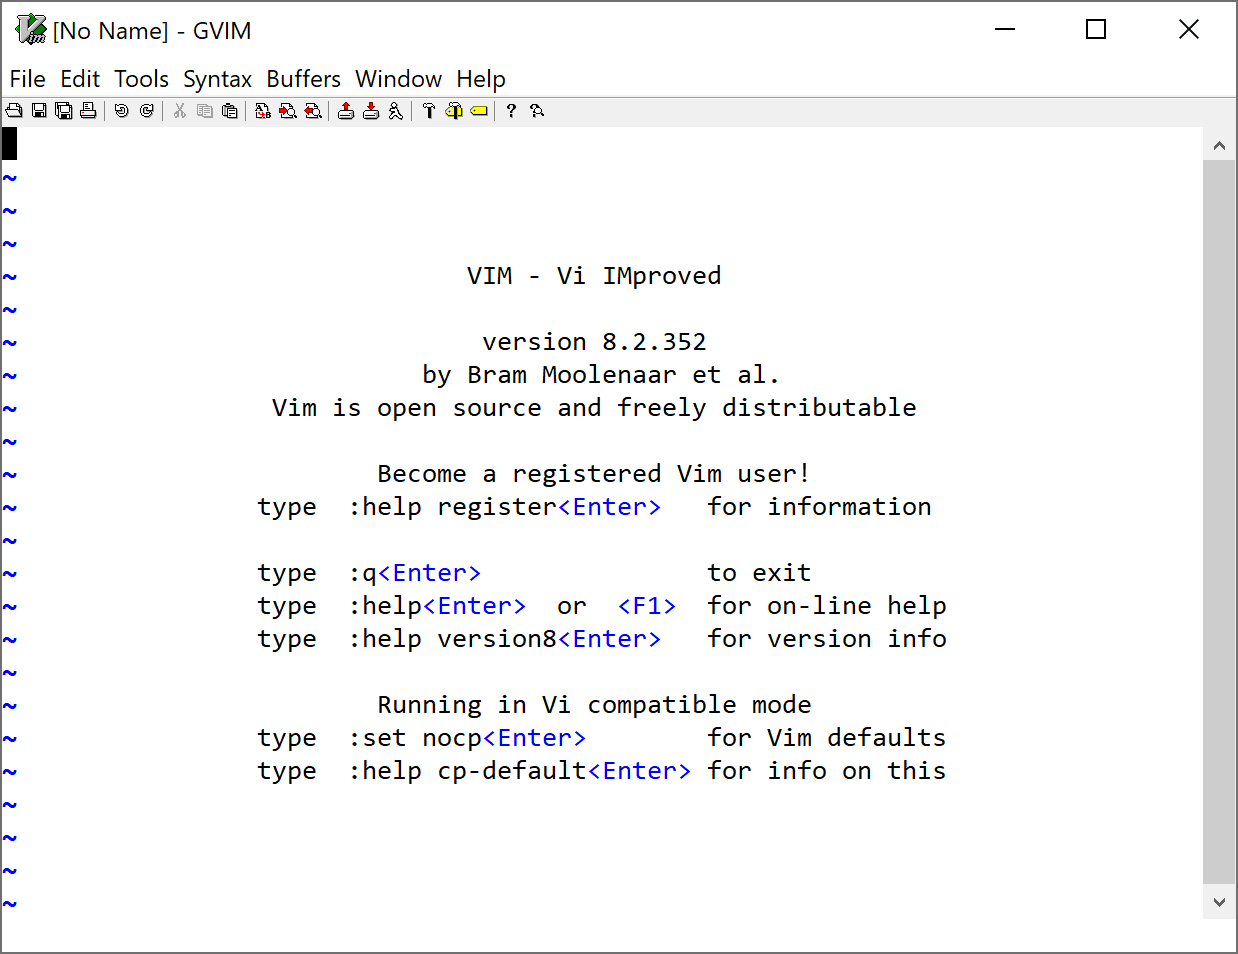 [No Name] - GVIM
File Edit Tools Syntax Buffers Window Help
~
~
~
~ VIM - Vi IMproved
~
~ version 8.2.352
~ by Bram Moolenaar et al.
~ Vim is open source and freely distributable
~
~ Become a registered Vim user!
~ type :help register<Enter> for information
~
~ type :q<Enter> to exit
~ type :help<Enter> or <F1> for on-line help
~ type :help version8<Enter> for version info
~
~ Running in Vi compatible mode
~ type :set nocp<Enter> for Vim defaults
~ type :help cp-default<Enter> for info on this
~
~
~
~